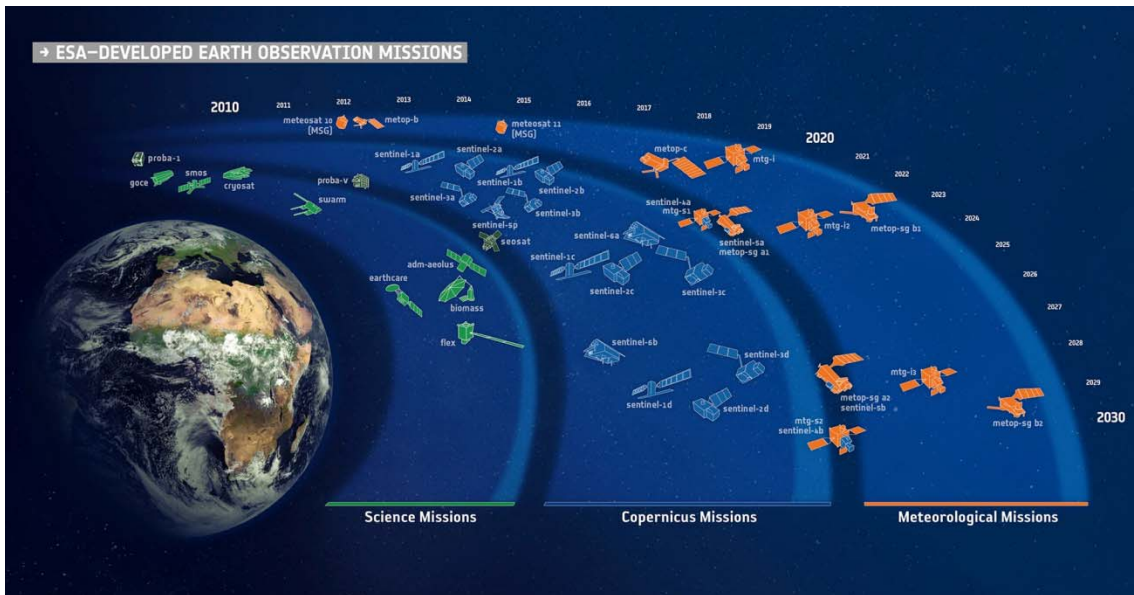 → ESA–DEVELOPED EARTH OBSERVATION MISSIONS
2010
2011
2012
2013
2014
2015
2016
2017
2018
2019
2020
2021
2022
2023
2024
2025
2026
2027
2028
2029
2030
meteosat 10
(MSG)
metop-b
meteosat 11
(MSG)
metop-c
mtg-i
proba-1
goce
smos
cryosat
swarm
proba-v
sentinel-1a
sentinel-2a
sentinel-1b
sentinel-2b
sentinel-3a
sentinel-5p
sentinel-3b
seosat
adm-aeolus
earthcare
biomass
flex
sentinel-4a
mtg-s1
sentinel-5a
metop-sg a1
mtg-i2
metop-sg b1
sentinel-6a
sentinel-1c
sentinel-2c
sentinel-3c
sentinel-6b
sentinel-3d
sentinel-1d
sentinel-2d
metop-sg a2
sentinel-5b
mtg-i3
metop-sg b2
mtg-s2
sentinel-4b
Science Missions
Copernicus Missions
Meteorological Missions